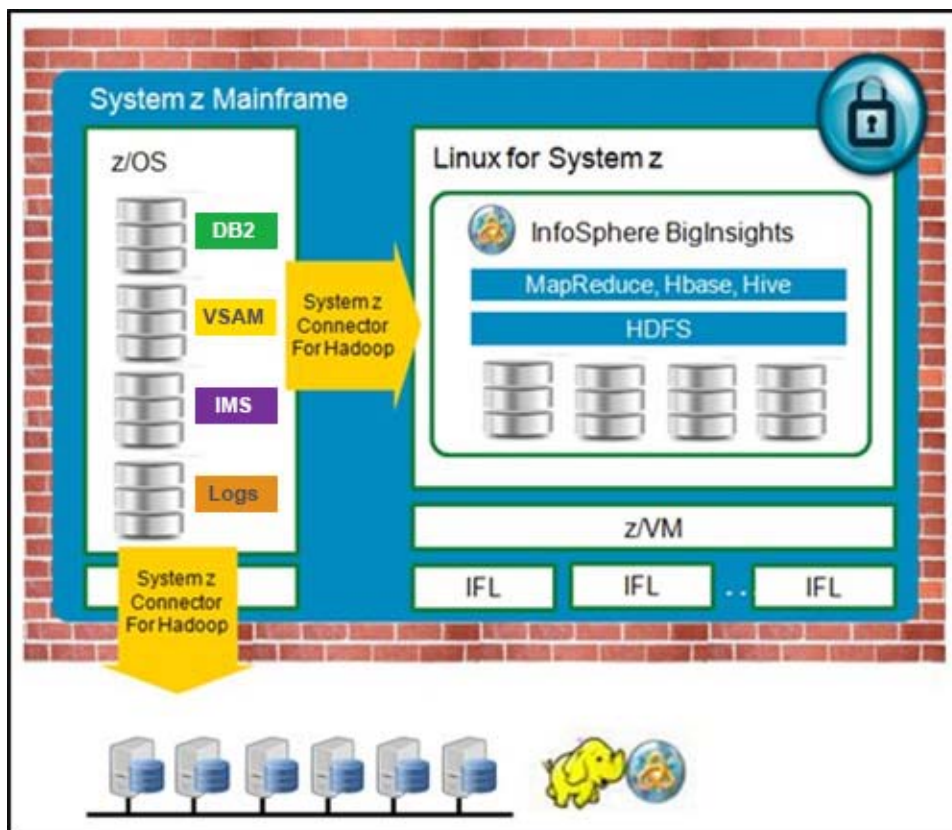 System z Mainframe
z/OS
DB2
VSAM
IMS
Logs
System z
Connector
For Hadoop
Linux for System z
InfoSphere BigInsights
MapReduce, Hbase, Hive
HDFS
z/VM
IFL
IFL
. .
IFL
System z
Connector
For Hadoop